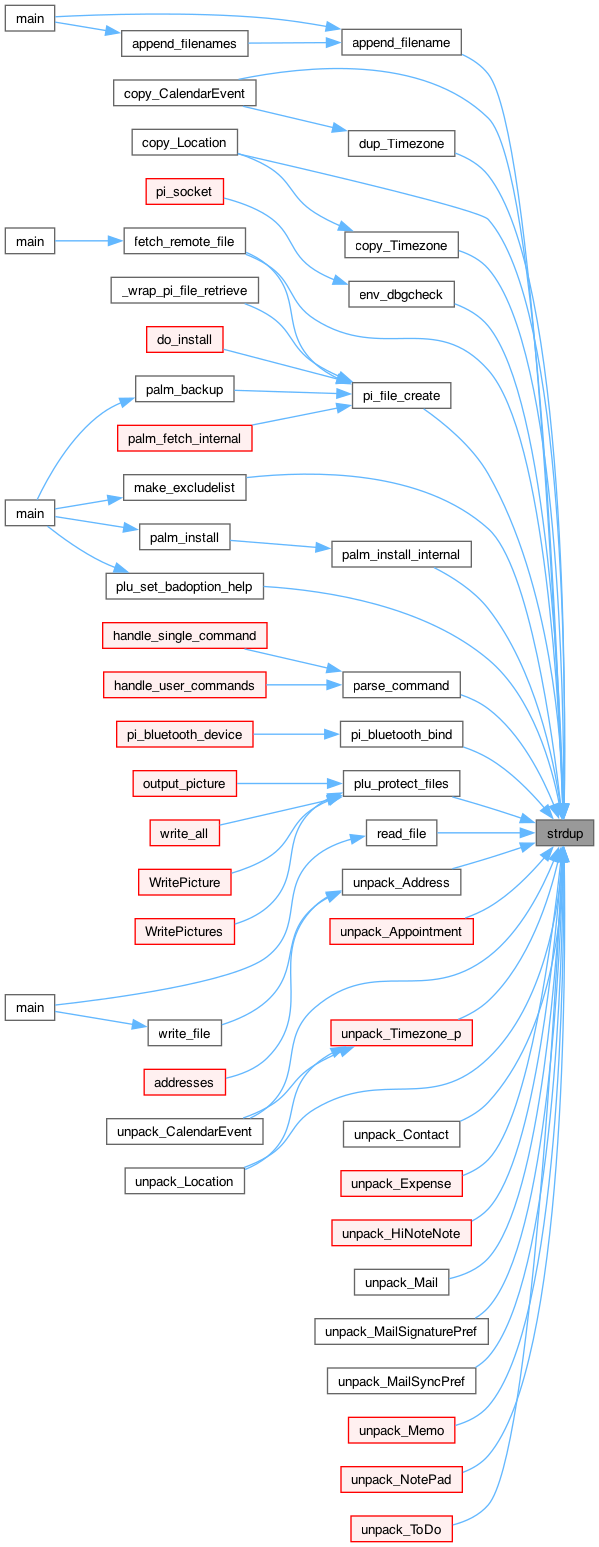 main
append_filename
append_filenames
copy_CalendarEvent
dup_Timezone
copy_Location
pi_socket
main
fetch_remote_file
copy_Timezone
_wrap_pi_file_retrieve
env_dbgcheck
do_install
palm_backup
pi_file_create
palm_fetch_internal
make_excludelist
main
palm_install
palm_install_internal
plu_set_badoption_help
handle_single_command
handle_user_commands
parse_command
pi_bluetooth_device
pi_bluetooth_bind
output_picture
plu_protect_files
write_all
read_file
strdup
WritePicture
unpack_Address
WritePictures
unpack_Appointment
main
write_file
unpack_Timezone_p
addresses
unpack_CalendarEvent
unpack_Contact
unpack_Location
unpack_Expense
unpack_HiNoteNote
unpack_Mail
unpack_MailSignaturePref
unpack_MailSyncPref
unpack_Memo
unpack_NotePad
unpack_ToDo